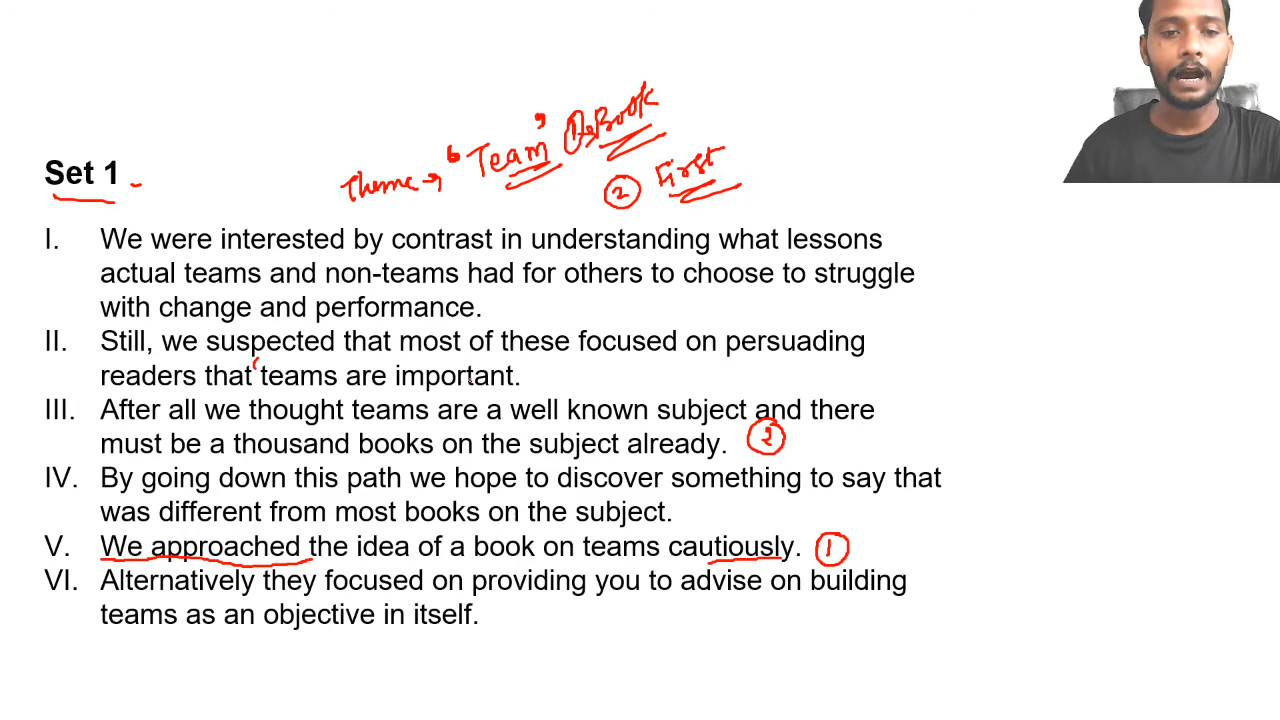 Theme → "Team" Book
② First
Set 1
I. We were interested by contrast in understanding what lessons
actual teams and non-teams had for others to choose to struggle
with change and performance.
II. Still, we suspected that most of these focused on persuading
readers that teams are important.
III. After all we thought teams are a well known subject and there
must be a thousand books on the subject already. ②
IV. By going down this path we hope to discover something to say that
was different from most books on the subject.
V. We approached the idea of a book on teams cautiously. ①
VI. Alternatively they focused on providing you to advise on building
teams as an objective in itself.